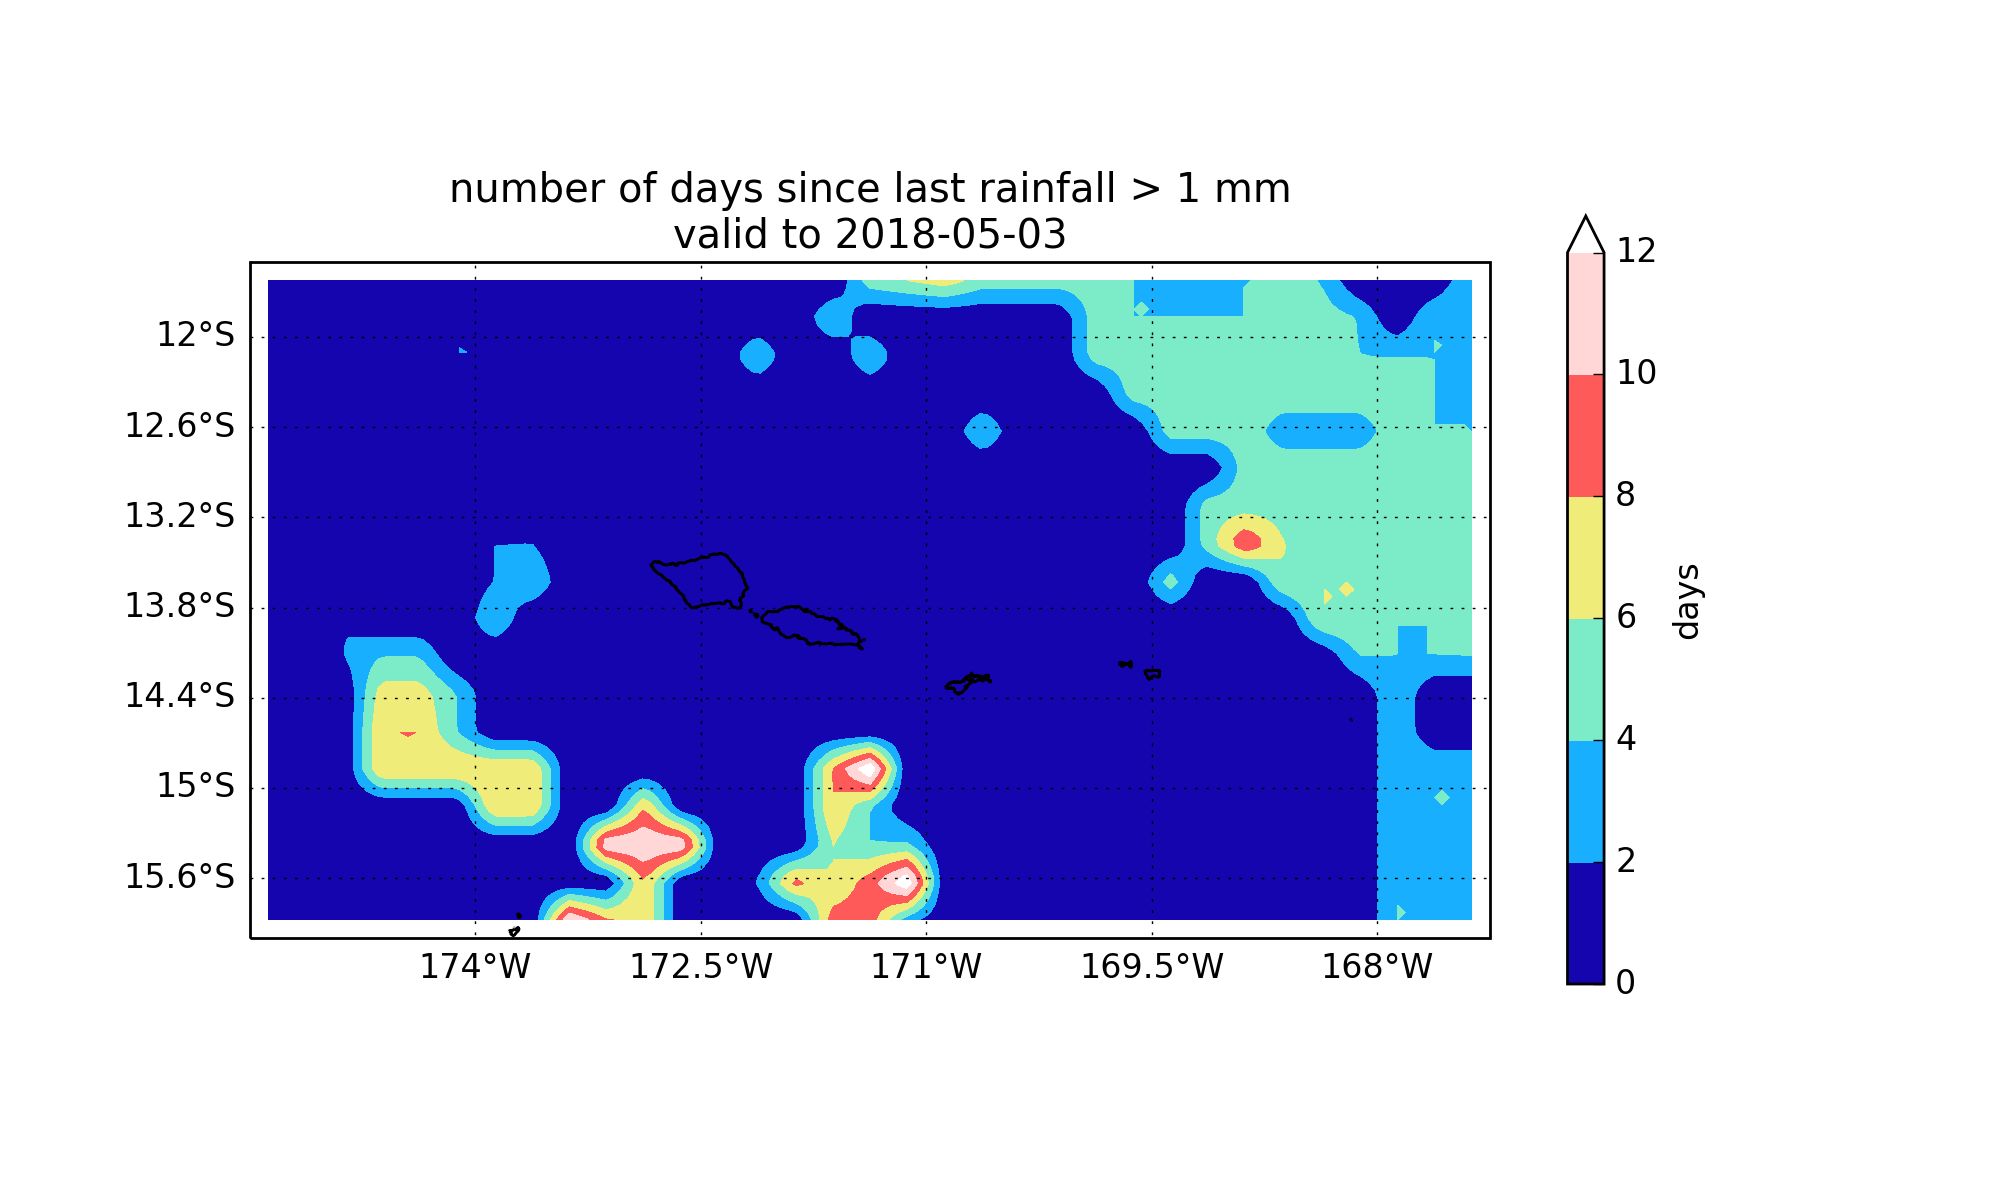 number of days since last rainfall > 1 mm
valid to 2018-05-03
12°S
12.6°S
13.2°S
13.8°S
14.4°S
15°S
15.6°S
174°W
172.5°W
171°W
169.5°W
168°W
12
10
8
6
4
2
0
days